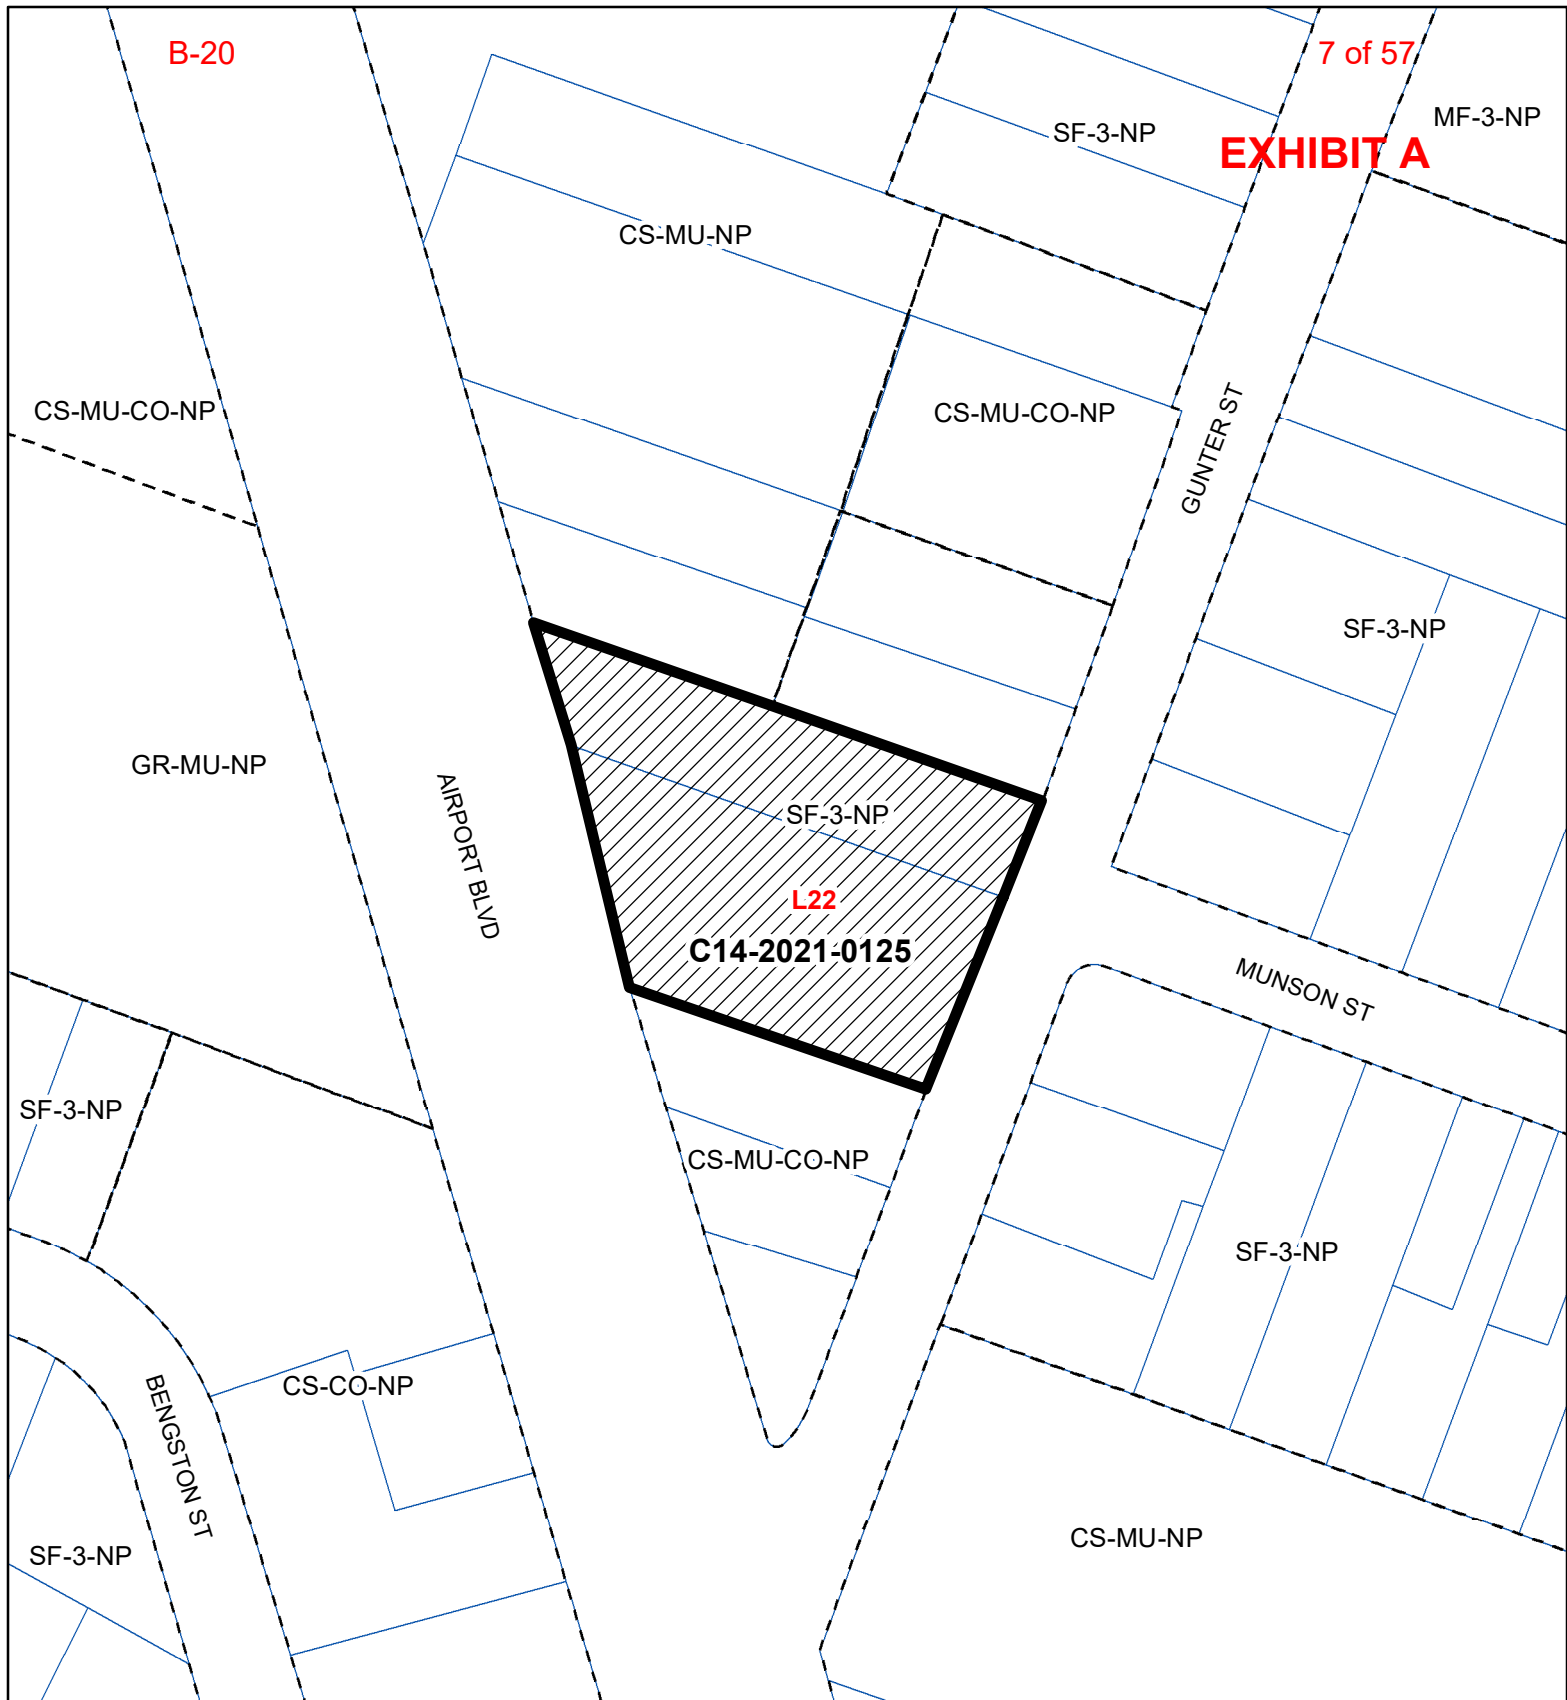 B-20
7 of 57
MF-3-NP
SF-3-NP
EXHIBIT A
CS-MU-NP
CS-MU-CO-NP
CS-MU-CO-NP
GUNTER ST
SF-3-NP
GR-MU-NP
AIRPORT BLVD
SF-3-NP
L22
C14-2021-0125
MUNSON ST
SF-3-NP
CS-MU-CO-NP
SF-3-NP
CS-CO-NP
BENGSTON ST
CS-MU-NP
SF-3-NP